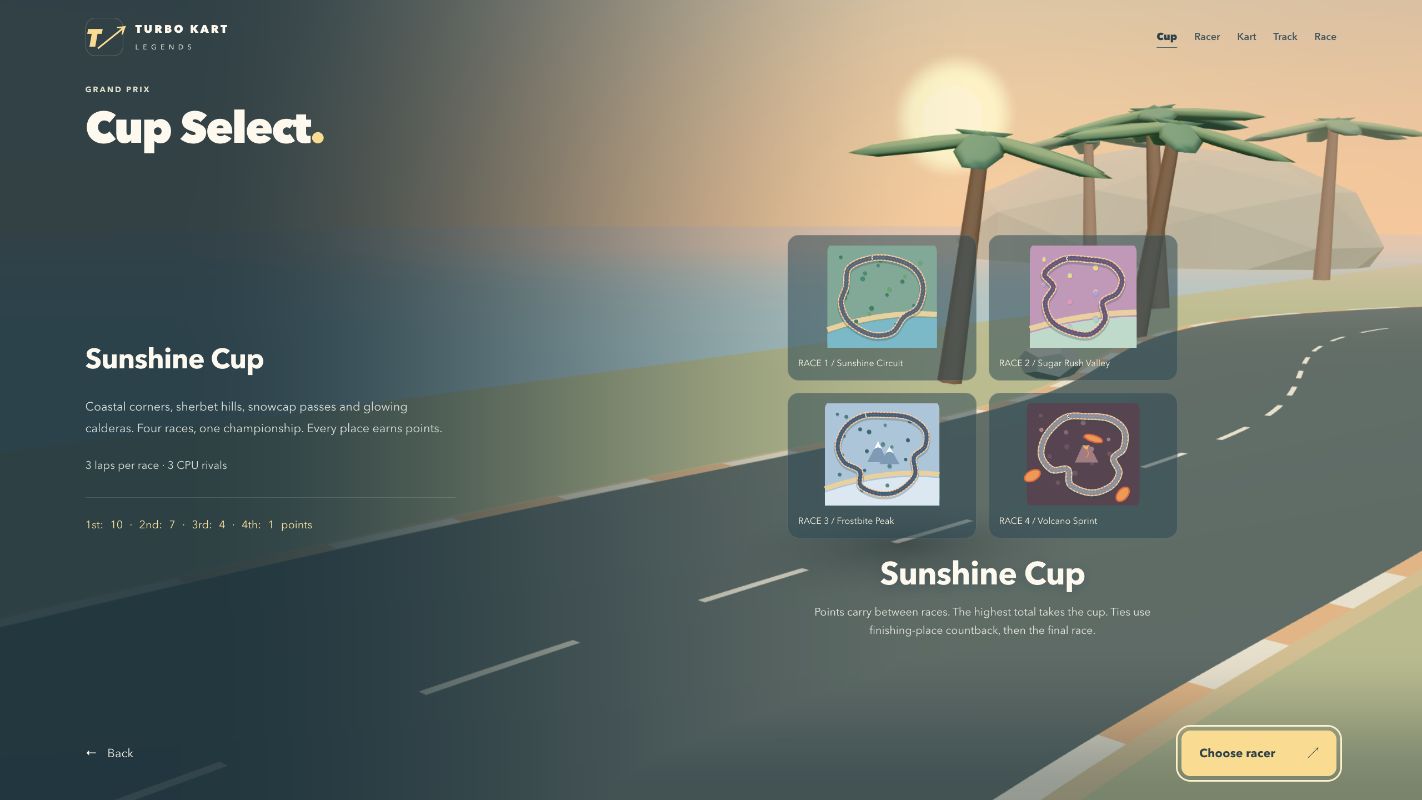 TURBO KART
LEGENDS
Cup Racer Kart Track Race
GRAND PRIX
Cup Select.
Sunshine Cup
Coastal corners, sherbet hills, snowcap passes and glowing
calderas. Four races, one championship. Every place earns points.
3 laps per race · 3 CPU rivals
1st: 10 · 2nd: 7 · 3rd: 4 · 4th: 1 points
RACE 1 / Sunshine Circuit
RACE 2 / Sugar Rush Valley
RACE 3 / Frostbite Peak
RACE 4 / Volcano Sprint
Sunshine Cup
Points carry between races. The highest total takes the cup. Ties use
finishing-place countback, then the final race.
← Back
Choose racer